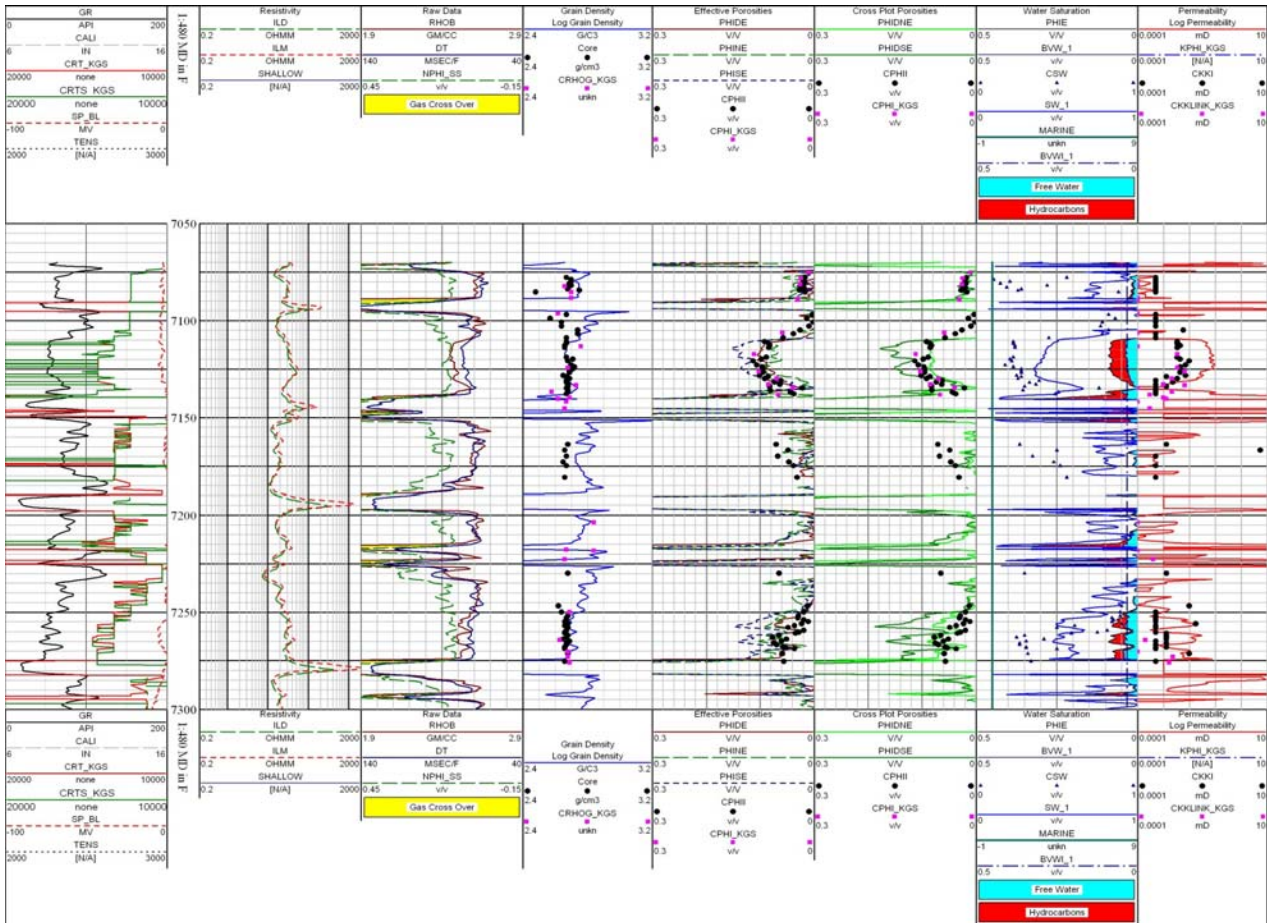 GR
0 API 200
CALI
6 IN 16
CRT_KGS
20000 none 10000
CRTS_KGS
20000 none 10000
SP_BL
-100 MV 0
TENS
2000 [N/A] 3000
1:480 MD in F
Resistivity
ILD
0.2 OHMM 2000
ILM
0.2 OHMM 2000
SHALLOW
0.2 [N/A] 2000
Raw Data
RHOB
1.9 GM/CC 2.9
DT
140 MSEC/F 40
NPHI_SS
0.45 v/v -0.15
Gas Cross Over
Grain Density
Log Grain Density
2.4 G/C3 3.2
Core
g/cm3
2.4 3.2
CRHOG_KGS
2.4 unkn 3.2
Effective Porosities
PHIDE
0.3 V/V 0
PHINE
0.3 V/V 0
PHISE
0.3 V/V 0
CPHII
0.3 v/v 0
CPHI_KGS
0.3 v/v 0
Cross Plot Porosities
PHIDNE
0.3 V/V 0
PHIDSE
0.3 V/V 0
CPHII
0.3 v/v 0
CPHI_KGS
0.3 v/v 0
Water Saturation
PHIE
0.5 V/V 0
BVW_1
0.5 V/V 0
CSW
0 v/v 1
SW_1
0 v/v 1
MARINE
-1 unkn 9
BVWI_1
0.5 v/v 0
Free Water
Hydrocarbons
Permeability
Log Permeability
0.0001 mD 10
KPHI_KGS
0.0001 [N/A] 10
CKKI
0.0001 mD 10
CKKLINK_KGS
0.0001 mD 10
7050
7100
7150
7200
7250
7300
GR
0 API 200
CALI
6 IN 16
CRT_KGS
20000 none 10000
CRTS_KGS
20000 none 10000
SP_BL
-100 MV 0
TENS
2000 [N/A] 3000
1:480 MD in F
Resistivity
ILD
0.2 OHMM 2000
ILM
0.2 OHMM 2000
SHALLOW
0.2 [N/A] 2000
Raw Data
RHOB
1.9 GM/CC 2.9
DT
140 MSEC/F 40
NPHI_SS
0.45 v/v -0.15
Gas Cross Over
Grain Density
Log Grain Density
2.4 G/C3 3.2
Core
2.4 g/cm3 3.2
CRHOG_KGS
2.4 unkn 3.2
Effective Porosities
PHIDE
0.3 V/V 0
PHINE
0.3 V/V 0
PHISE
0.3 V/V 0
CPHII
0.3 v/v 0
CPHI_KGS
0.3 v/v 0
Cross Plot Porosities
PHIDNE
0.3 V/V 0
PHIDSE
0.3 V/V 0
CPHII
0.3 v/v 0
CPHI_KGS
0.3 v/v 0
Water Saturation
PHIE
0.5 V/V 0
BVW_1
0.5 V/V 0
CSW
0 v/v 1
SW_1
0 v/v 1
MARINE
-1 unkn 9
BVWI_1
0.5 v/v 0
Free Water
Hydrocarbons
Permeability
Log Permeability
0.0001 mD 10
KPHI_KGS
0.0001 [N/A] 10
CKKI
0.0001 mD 10
CKKLINK_KGS
0.0001 mD 10